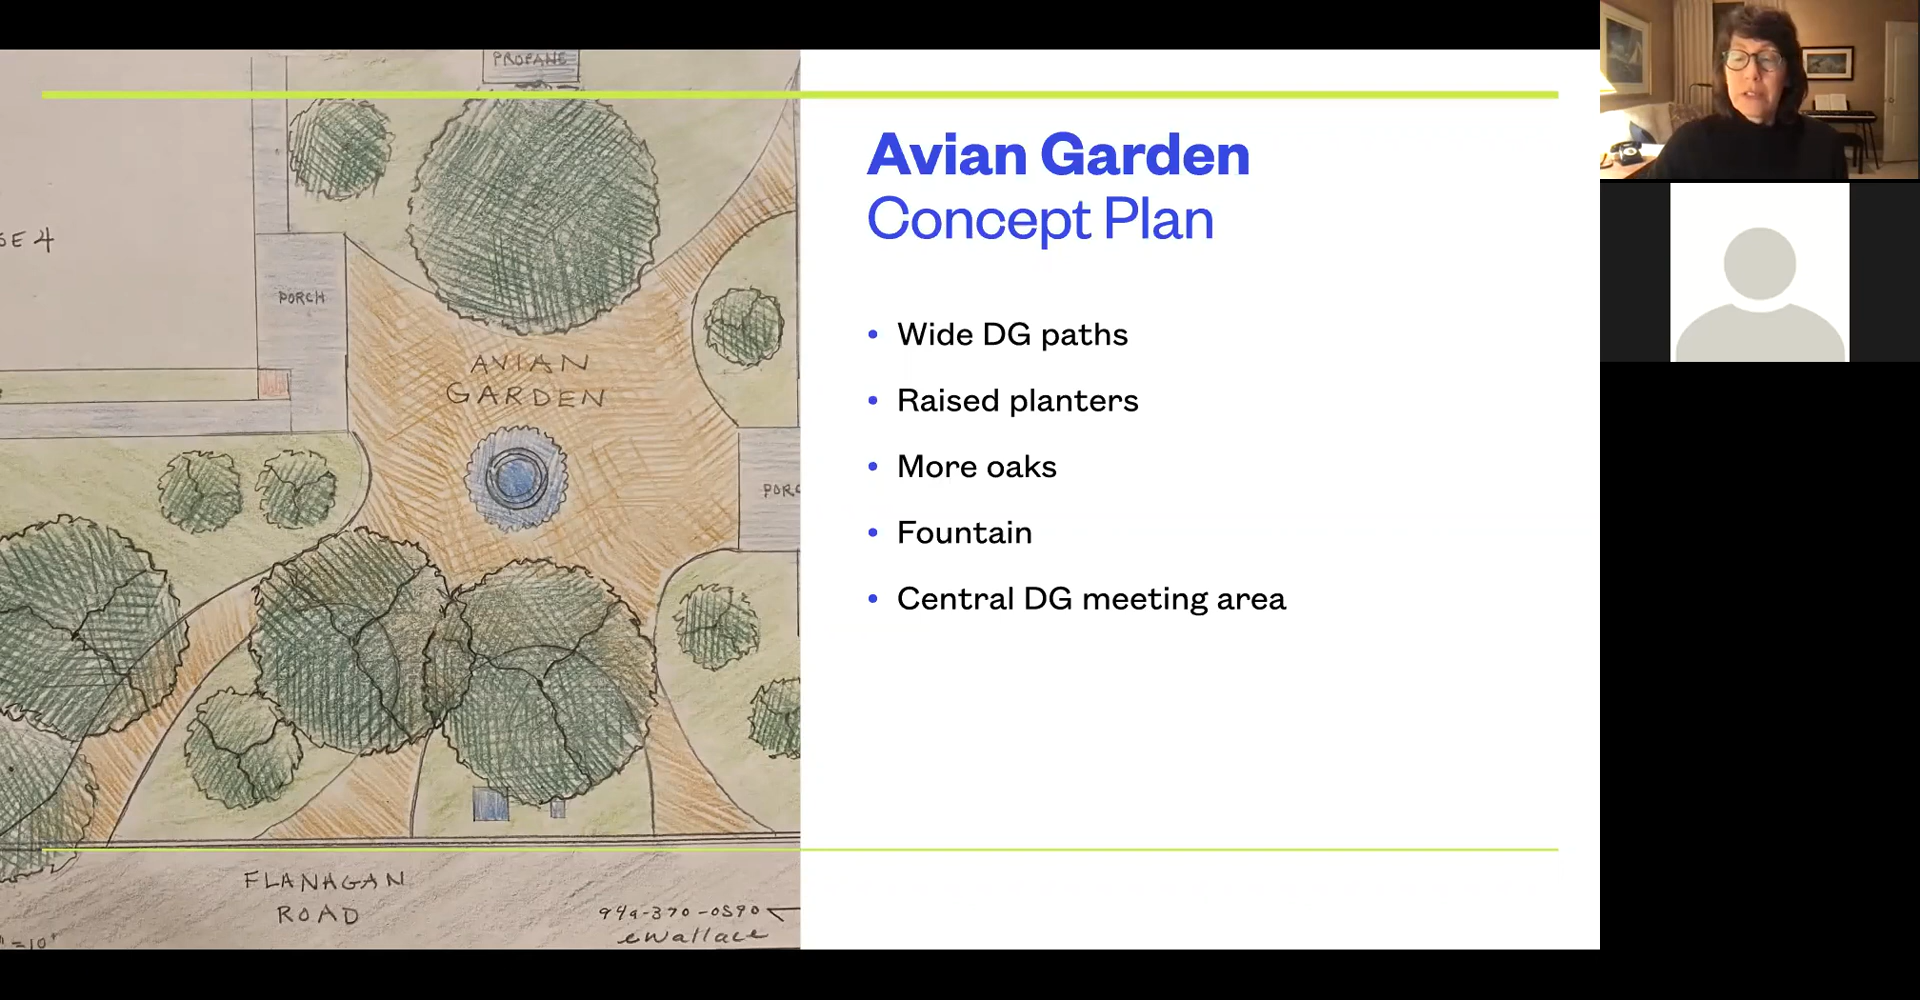 PROPANE
GE 4
PORCH
AVIAN
GARDEN
PORC
FLANAGAN
ROAD
949-370-0590
ewallace
"=10'
Avian Garden
Concept Plan
• Wide DG paths
• Raised planters
• More oaks
• Fountain
• Central DG meeting area